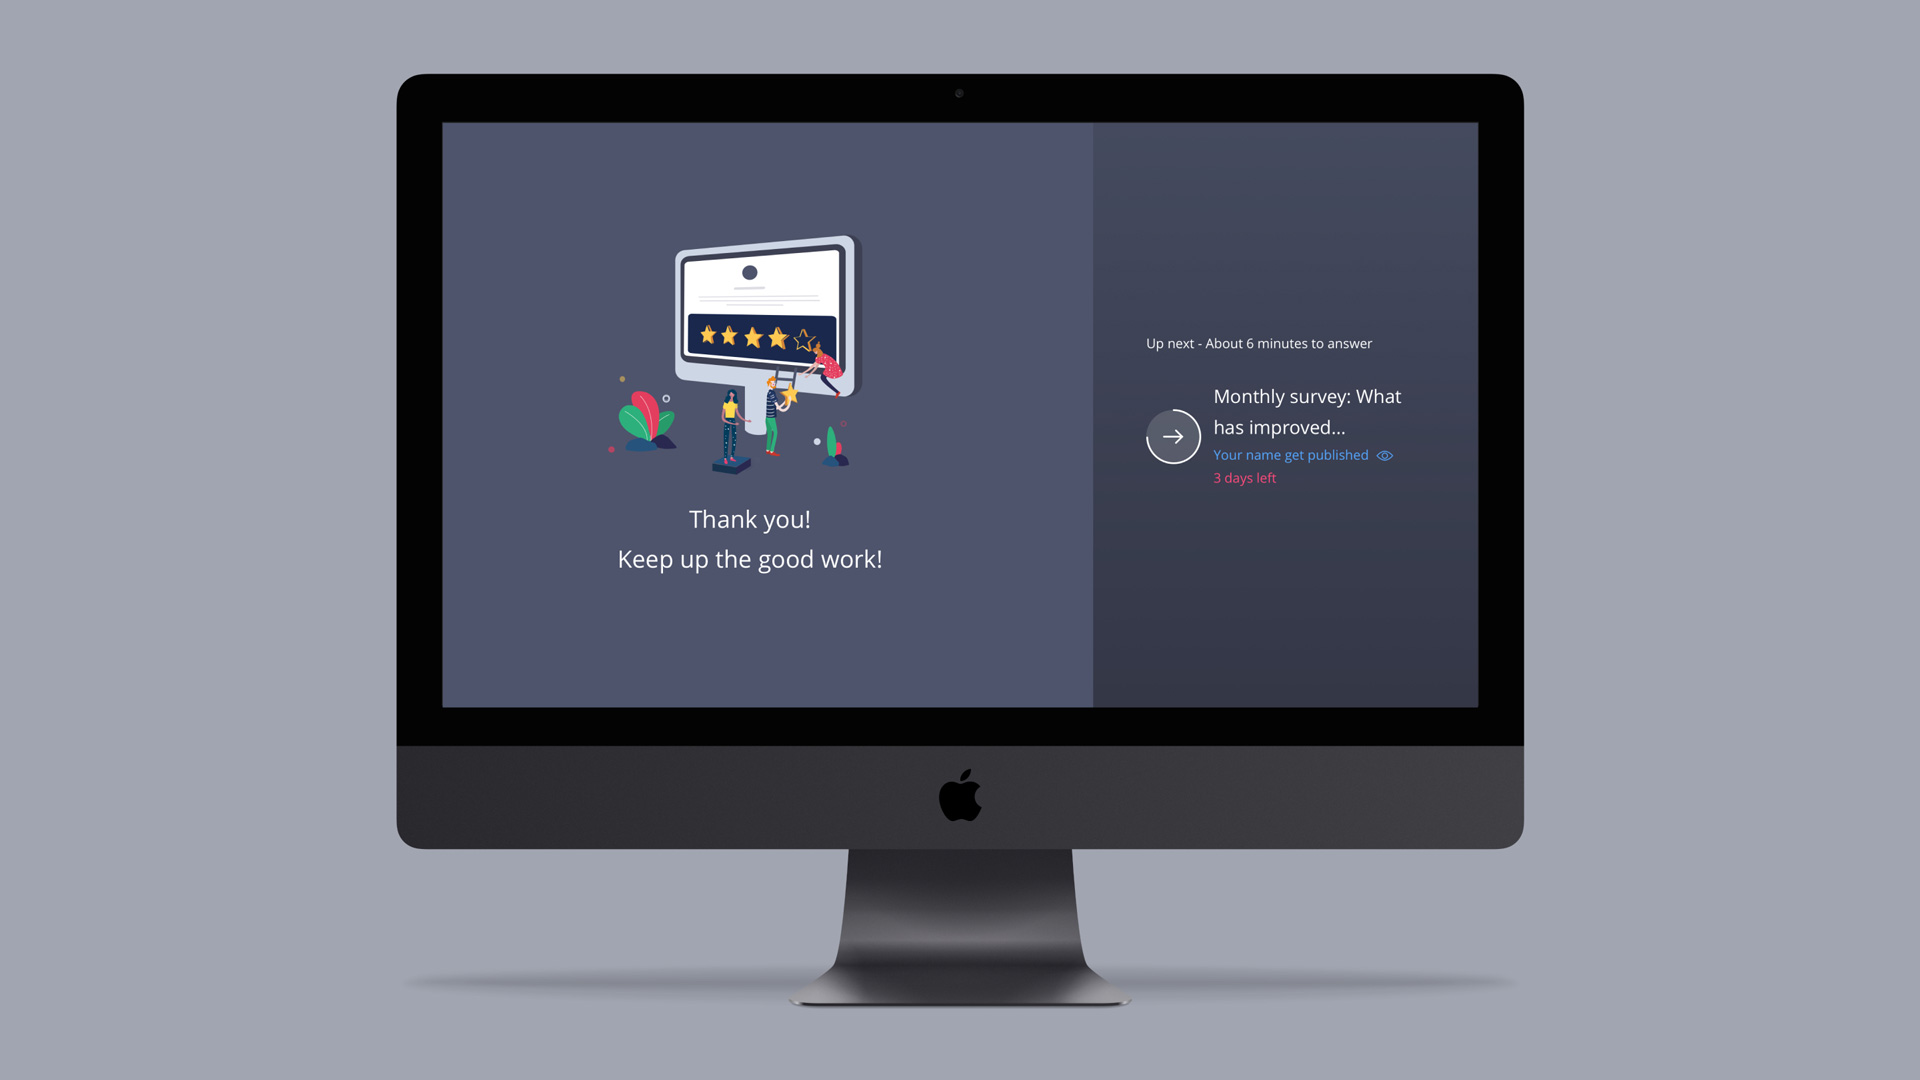 Thank you!
Keep up the good work!
Up next - About 6 minutes to answer
Monthly survey: What
has improved...
Your name get published
3 days left